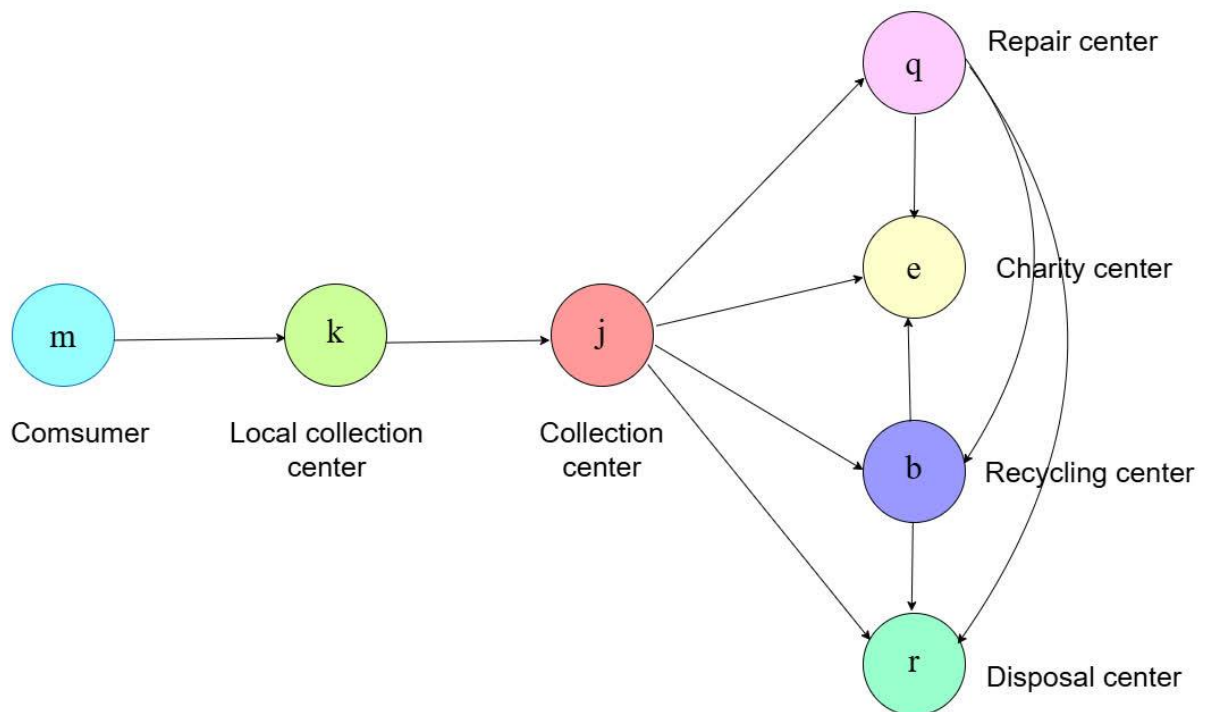 q
Repair center
e
Charity center
m
k
j
Comsumer
Local collection
center
Collection
center
b
Recycling center
r
Disposal center